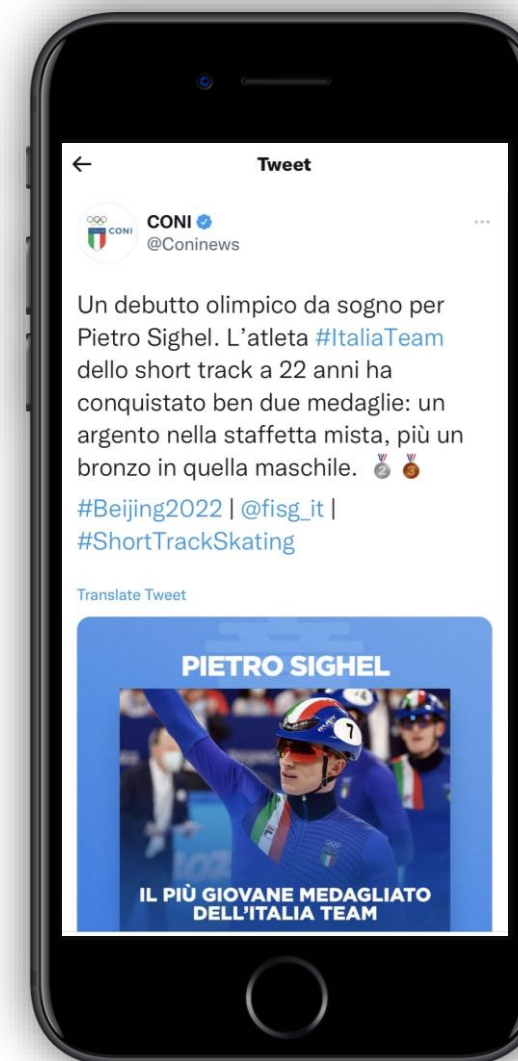 Tweet
CONI
ITALIA CONI
@Coninews
Un debutto olimpico da sogno per
Pietro Sighel. L'atleta #ItaliaTeam
dello short track a 22 anni ha
conquistato ben due medaglie: un
argento nella staffetta mista, più un
bronzo in quella maschile. 🥈🥉
#Beijing2022 | @fisg_it |
#ShortTrackSkating
Translate Tweet
PIETRO SIGHEL
7
IL PIÙ GIOVANE MEDAGLIATO
DELL'ITALIA TEAM